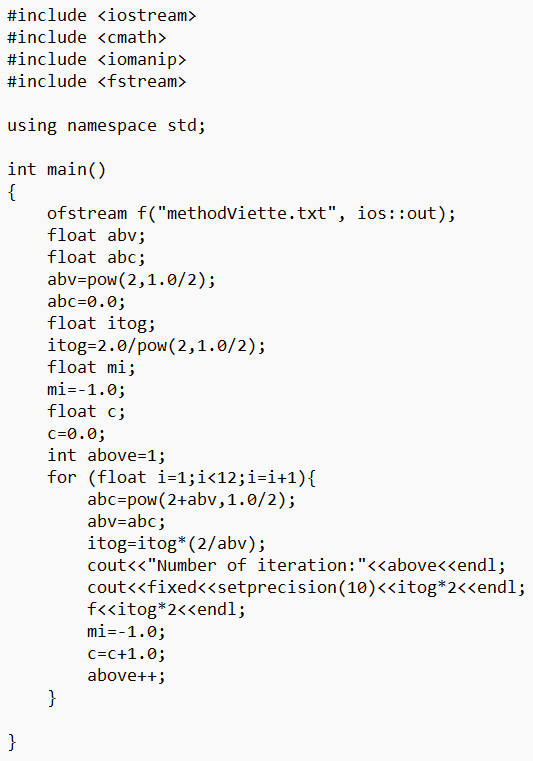 #include <iostream>
#include <cmath>
#include <iomanip>
#include <fstream>

using namespace std;

int main()
{
    ofstream f("methodViette.txt", ios::out);
    float abv;
    float abc;
    abv=pow(2,1.0/2);
    abc=0.0;
    float itog;
    itog=2.0/pow(2,1.0/2);
    float mi;
    mi=-1.0;
    float c;
    c=0.0;
    int above=1;
    for (float i=1;i<12;i=i+1){
        abc=pow(2+abv,1.0/2);
        abv=abc;
        itog=itog*(2/abv);
        cout<<"Number of iteration:"<<above<<endl;
        cout<<fixed<<setprecision(10)<<itog*2<<endl;
        f<<itog*2<<endl;
        mi=-1.0;
        c=c+1.0;
        above++;
    }

}